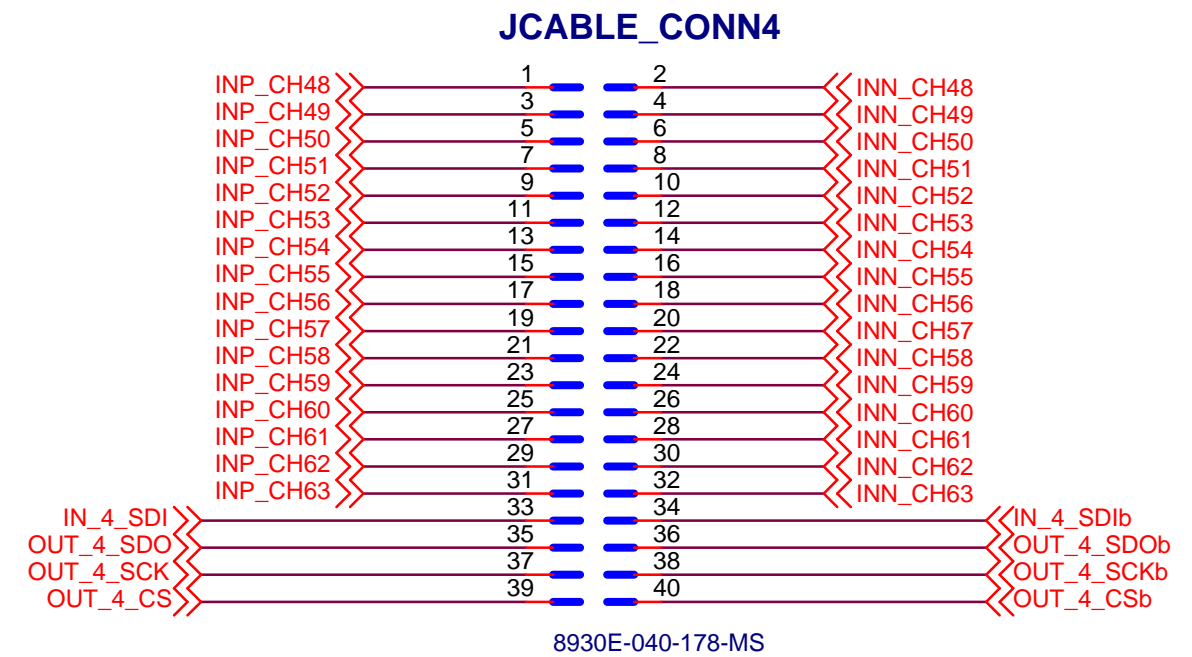 JCABLE_CONN4
INP_CH48 1 2 INN_CH48
INP_CH49 3 4 INN_CH49
INP_CH50 5 6 INN_CH50
INP_CH51 7 8 INN_CH51
INP_CH52 9 10 INN_CH52
INP_CH53 11 12 INN_CH53
INP_CH54 13 14 INN_CH54
INP_CH55 15 16 INN_CH55
INP_CH56 17 18 INN_CH56
INP_CH57 19 20 INN_CH57
INP_CH58 21 22 INN_CH58
INP_CH59 23 24 INN_CH59
INP_CH60 25 26 INN_CH60
INP_CH61 27 28 INN_CH61
INP_CH62 29 30 INN_CH62
INP_CH63 31 32 INN_CH63
IN_4_SDI 33 34 IN_4_SDIb
OUT_4_SDO 35 36 OUT_4_SDOb
OUT_4_SCK 37 38 OUT_4_SCKb
OUT_4_CS 39 40 OUT_4_CSb
8930E-040-178-MS